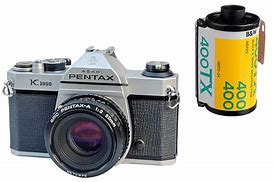 ASAHI
PENTAX
K1000
SMC PENTAX-A 1:2 50mm
B&W
400TX
400
400